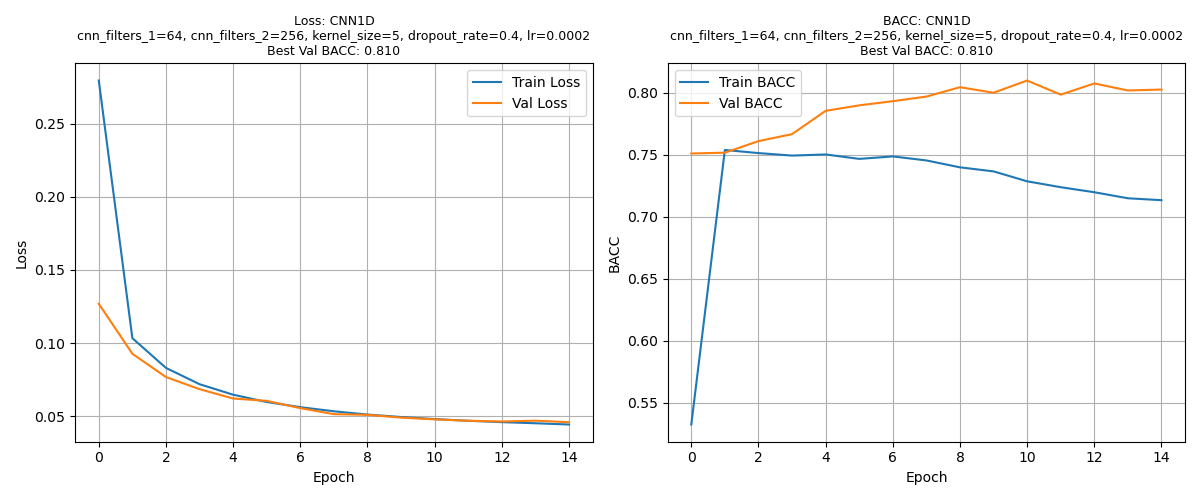 Loss: CNN1D
cnn_filters_1=64, cnn_filters_2=256, kernel_size=5, dropout_rate=0.4, lr=0.0002
Best Val BACC: 0.810
Train Loss
Val Loss
0.25
0.20
0.15
0.10
0.05
Loss
0 2 4 6 8 10 12 14
Epoch
BACC: CNN1D
cnn_filters_1=64, cnn_filters_2=256, kernel_size=5, dropout_rate=0.4, lr=0.0002
Best Val BACC: 0.810
Train BACC
Val BACC
0.80
0.75
0.70
0.65
0.60
0.55
BACC
0 2 4 6 8 10 12 14
Epoch